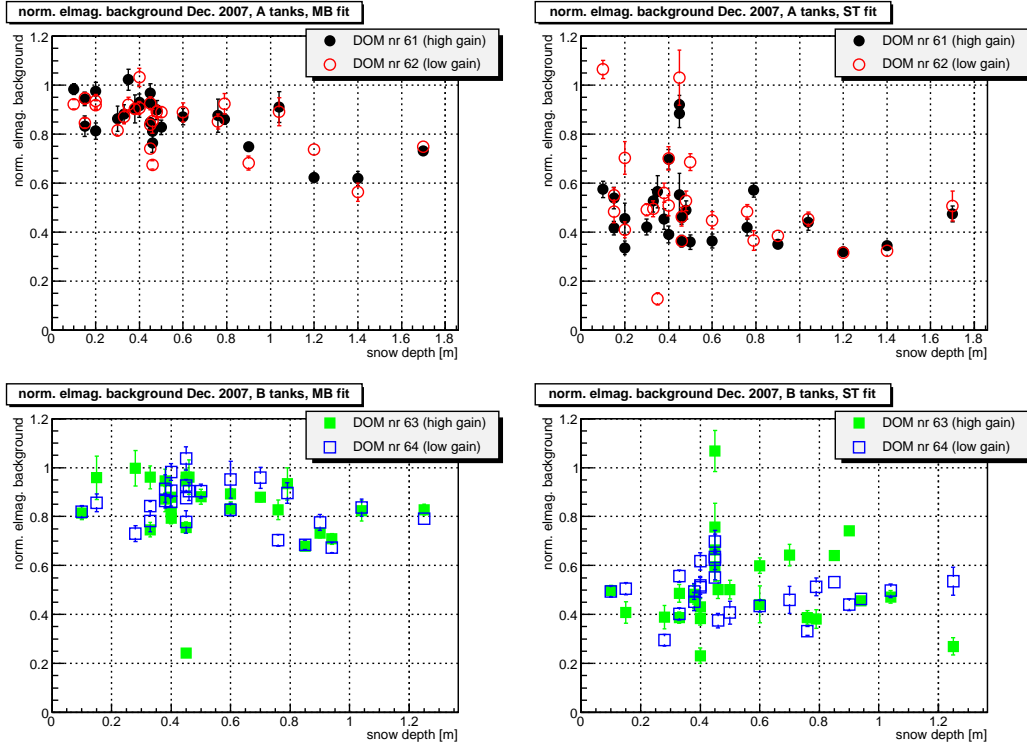 norm. elmag. background Dec. 2007, A tanks, MB fit
DOM nr 61 (high gain)
DOM nr 62 (low gain)
norm. elmag. background
1.2
1
0.8
0.6
0.4
0.2
0
0 0.2 0.4 0.6 0.8 1 1.2 1.4 1.6 1.8
snow depth [m]
norm. elmag. background Dec. 2007, A tanks, ST fit
DOM nr 61 (high gain)
DOM nr 62 (low gain)
norm. elmag. background
1.2
1
0.8
0.6
0.4
0.2
0
0 0.2 0.4 0.6 0.8 1 1.2 1.4 1.6 1.8
snow depth [m]
norm. elmag. background Dec. 2007, B tanks, MB fit
DOM nr 63 (high gain)
DOM nr 64 (low gain)
norm. elmag. background
1.2
1
0.8
0.6
0.4
0.2
0
0 0.2 0.4 0.6 0.8 1 1.2
snow depth [m]
norm. elmag. background Dec. 2007, B tanks, ST fit
DOM nr 63 (high gain)
DOM nr 64 (low gain)
norm. elmag. background
1.2
1
0.8
0.6
0.4
0.2
0
0 0.2 0.4 0.6 0.8 1 1.2
snow depth [m]